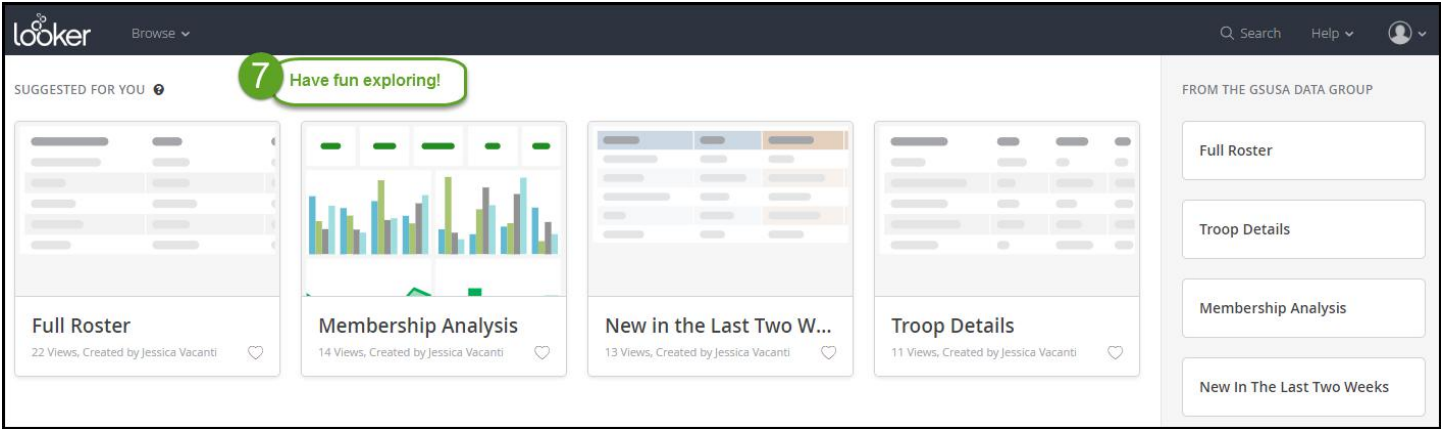 looker
Browse
Search
Help
7
Have fun exploring!
SUGGESTED FOR YOU ?
Full Roster
22 Views, Created by Jessica Vacanti
Membership Analysis
14 Views, Created by Jessica Vacanti
New in the Last Two W...
13 Views, Created by Jessica Vacanti
Troop Details
11 Views, Created by Jessica Vacanti
FROM THE GSUSA DATA GROUP
Full Roster
Troop Details
Membership Analysis
New In The Last Two Weeks